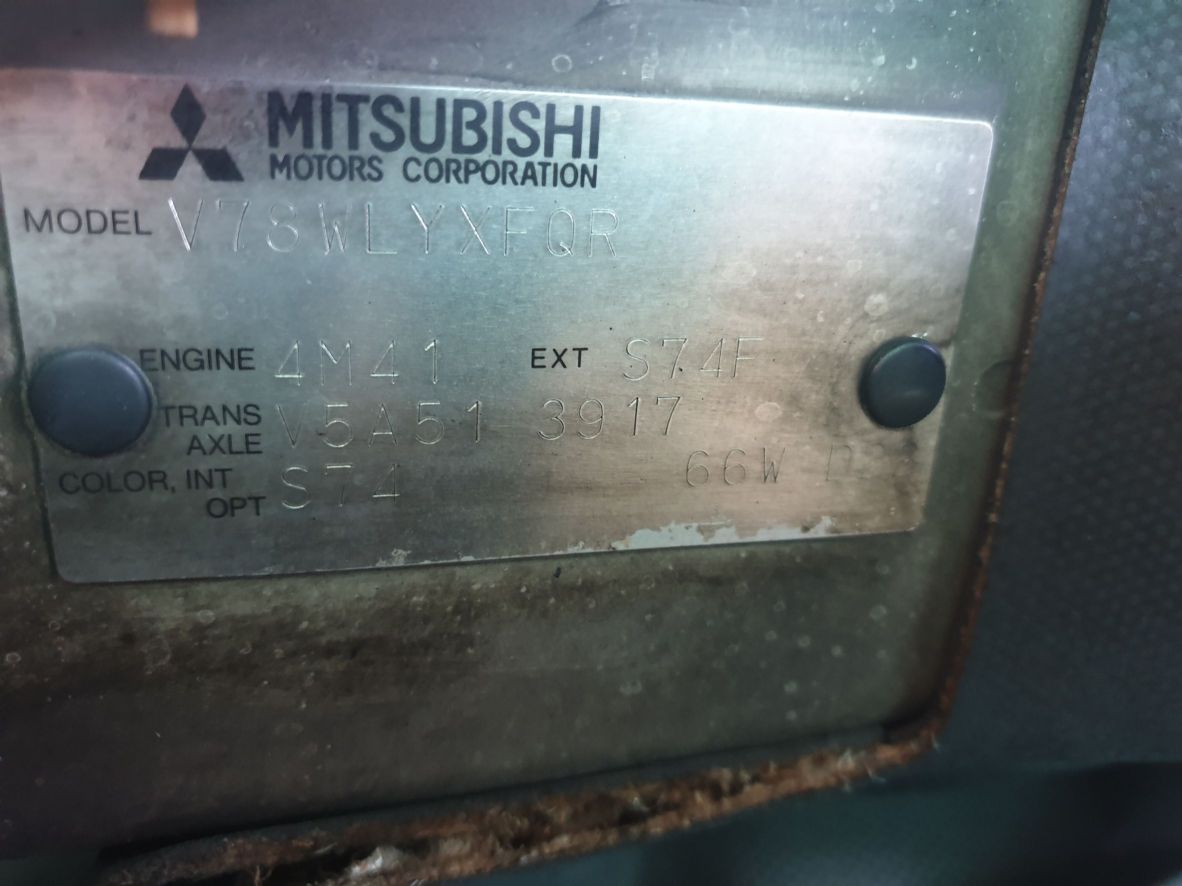 MITSUBISHI
MOTORS CORPORATION
MODEL V78WLYXFQR
ENGINE 4M41 EXT S74F
TRANS AXLE V5A51 3917
COLOR, INT OPT S74 66W